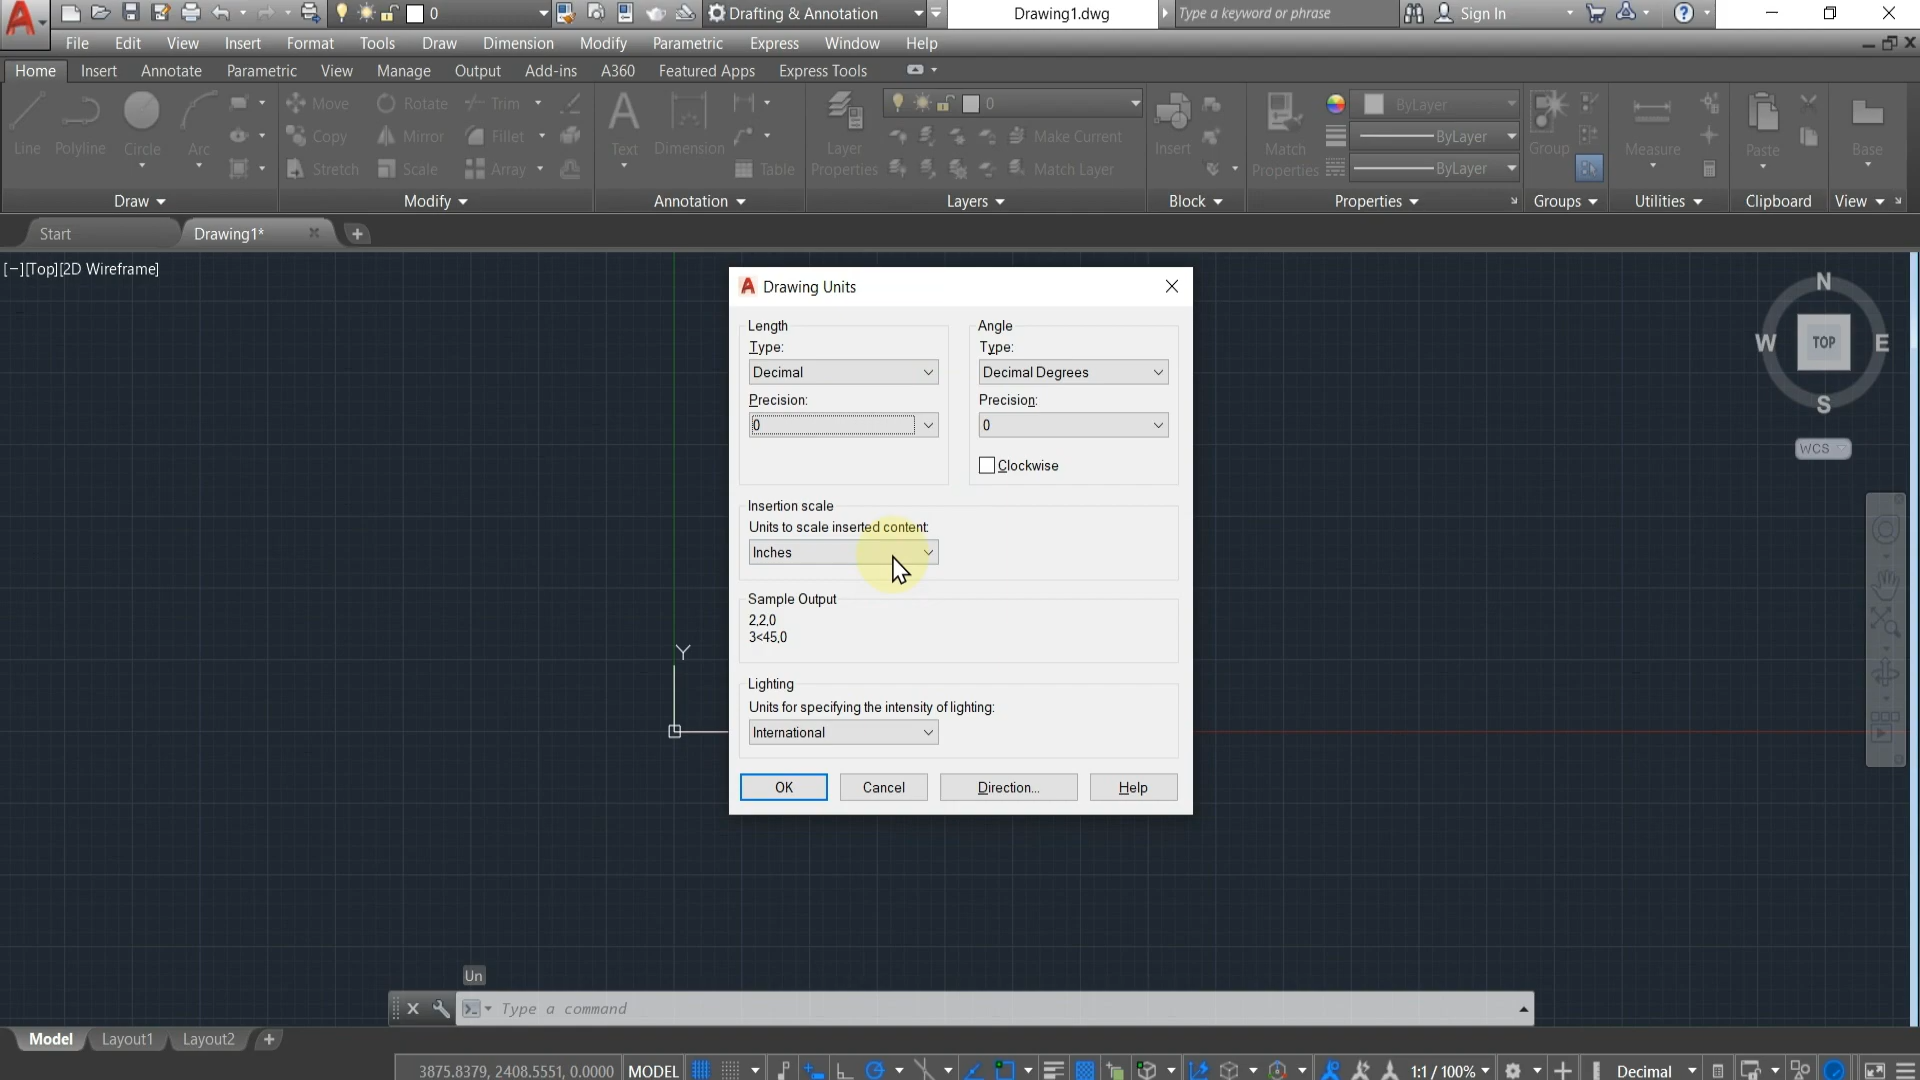 0 Drafting & Annotation Drawing1.dwg Type a keyword or phrase Sign In
File Edit View Insert Format Tools Draw Dimension Modify Parametric Express Window Help
Home Insert Annotate Parametric View Manage Output Add-ins A360 Featured Apps Express Tools
Line Polyline Circle Arc
Move Rotate Trim
Copy Mirror Fillet
Stretch Scale Array
Text Dimension
Table
Layer
Properties
0
Make Current
Match Layer
Insert
Match
Properties
ByLayer
ByLayer
ByLayer
Group
Measure
Paste
Base
Draw Modify Annotation Layers Block Properties Groups Utilities Clipboard View
Start Drawing1*
[−][Top][2D Wireframe]
N
W TOP E
S
WCS
Y
A Drawing Units
Length
Type:
Decimal
Precision:
0
Angle
Type:
Decimal Degrees
Precision:
0
Clockwise
Insertion scale
Units to scale inserted content:
Inches
Sample Output
2,2,0
3<45,0
Lighting
Units for specifying the intensity of lighting:
International
OK Cancel Direction... Help
Un
Type a command
Model Layout1 Layout2
3875.8379, 2408.5551, 0.0000 MODEL 1:1 / 100% Decimal